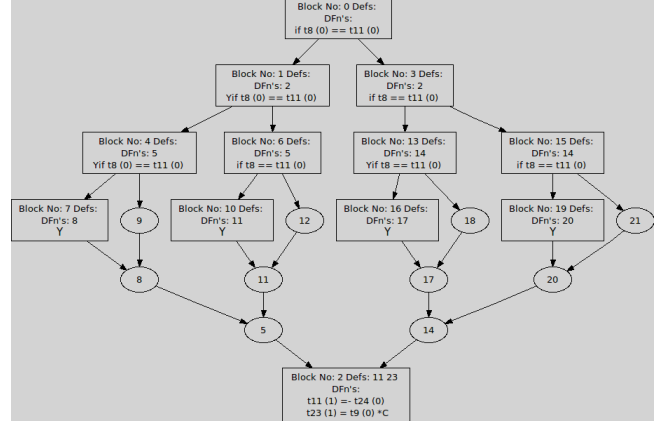 Block No: 0 Defs:
DFn's:
if t8 (0) == t11 (0)
Block No: 1 Defs:
DFn's: 2
Yif t8 (0) == t11 (0)
Block No: 3 Defs:
DFn's: 2
if t8 (0) == t11 (0)
Block No: 4 Defs:
DFn's: 5
Yif t8 (0) == t11 (0)
Block No: 6 Defs:
DFn's: 5
if t8 (0) == t11 (0)
Block No: 13 Defs:
DFn's: 14
Yif t8 (0) == t11 (0)
Block No: 15 Defs:
DFn's: 14
if t8 (0) == t11 (0)
Block No: 7 Defs:
DFn's: 8
Y
9
Block No: 10 Defs:
DFn's: 11
Y
12
Block No: 16 Defs:
DFn's: 17
Y
18
Block No: 19 Defs:
DFn's: 20
Y
21
8
11
17
20
5
14
Block No: 2 Defs: 11 23
DFn's:
t11 (1) =- t24 (0)
t23 (1) = t9 (0) *C